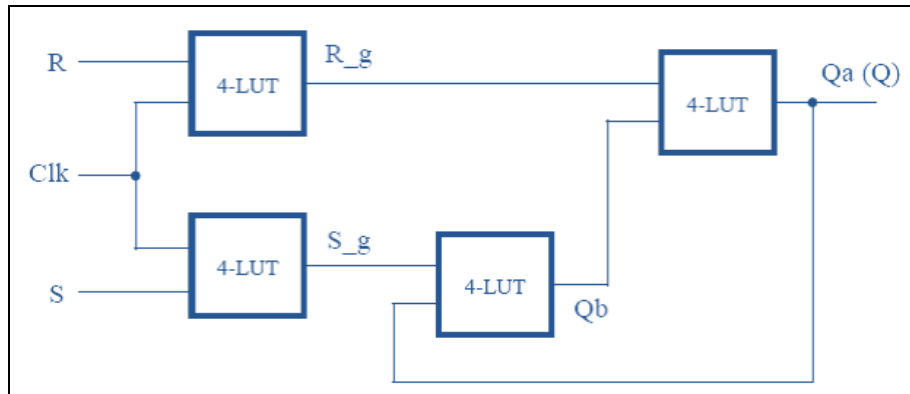 R
4-LUT
R_g
4-LUT
Qa (Q)
Clk
S
4-LUT
S_g
4-LUT
Qb